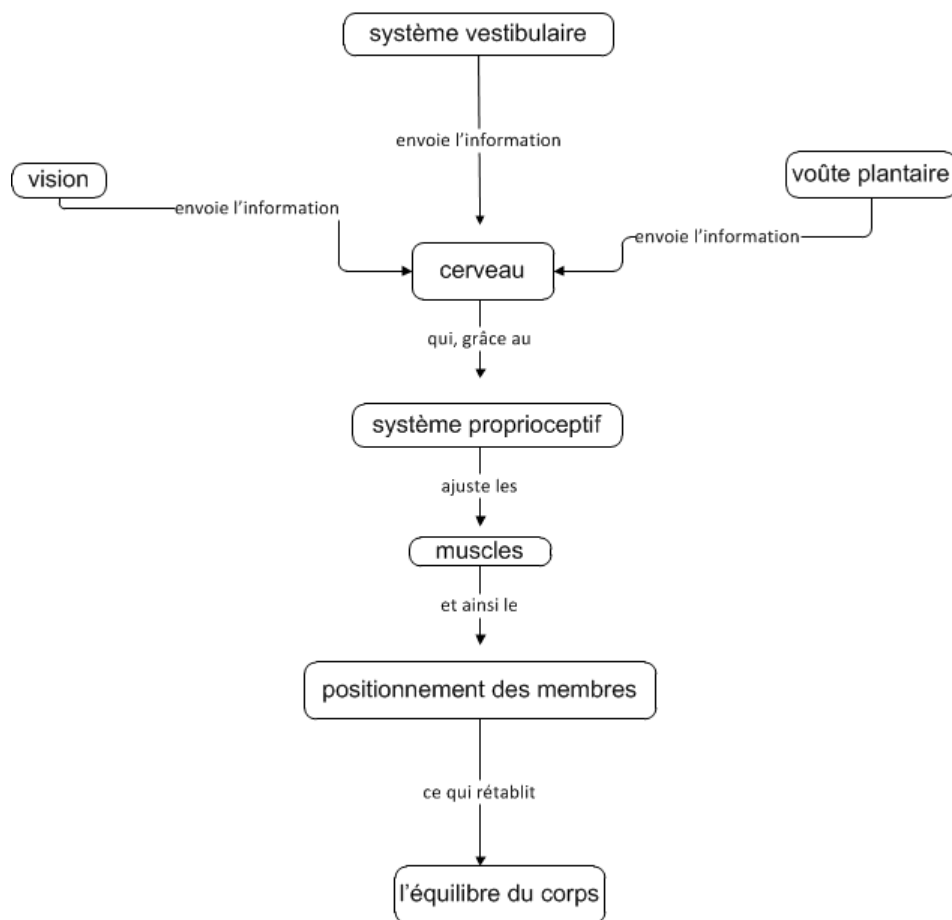 système vestibulaire
envoie l’information
vision
voûte plantaire
envoie l’information
envoie l’information
cerveau
qui, grâce au
système proprioceptif
ajuste les
muscles
et ainsi le
positionnement des membres
ce qui rétablit
l'équilibre du corps